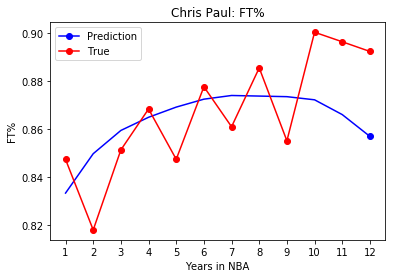 Chris Paul: FT%
Prediction
True
FT%
0.90
0.88
0.86
0.84
0.82
1 2 3 4 5 6 7 8 9 10 11 12
Years in NBA